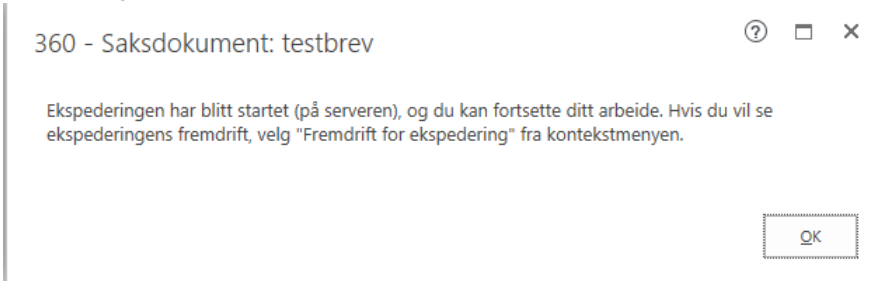 360 - Saksdokument: testbrev
Ekspederingen har blitt startet (på serveren), og du kan fortsette ditt arbeide. Hvis du vil se
ekspederingens fremdrift, velg "Fremdrift for ekspedering" fra kontekstmenyen.
OK